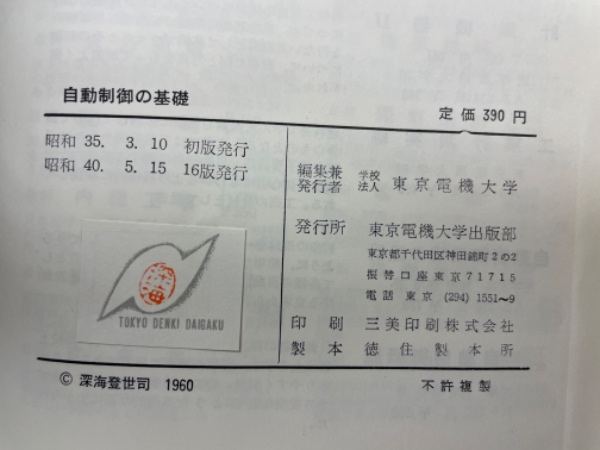 自動制御の基礎
定価 390 円
昭和 35. 3. 10 初版発行
昭和 40. 5. 15 16版発行
編集兼発行者 学校法人 東京電機大学
発行所 東京電機大学出版部
東京都千代田区神田錦町2の2
振替口座東京71715
電話 東京 (294) 1551〜9
印刷 三美印刷株式会社
製本 徳住製本所
TOKYO DENKI DAIGAKU
© 深海登世司 1960
不許複製